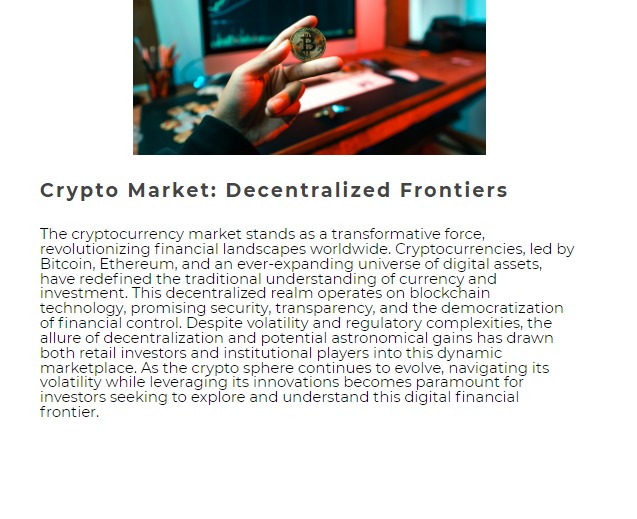 Crypto Market: Decentralized Frontiers
The cryptocurrency market stands as a transformative force,
revolutionizing financial landscapes worldwide. Cryptocurrencies, led by
Bitcoin, Ethereum, and an ever-expanding universe of digital assets,
have redefined the traditional understanding of currency and
investment. This decentralized realm operates on blockchain
technology, promising security, transparency, and the democratization
of financial control. Despite volatility and regulatory complexities, the
allure of decentralization and potential astronomical gains has drawn
both retail investors and institutional players into this dynamic
marketplace. As the crypto sphere continues to evolve, navigating its
volatility while leveraging its innovations becomes paramount for
investors seeking to explore and understand this digital financial
frontier.